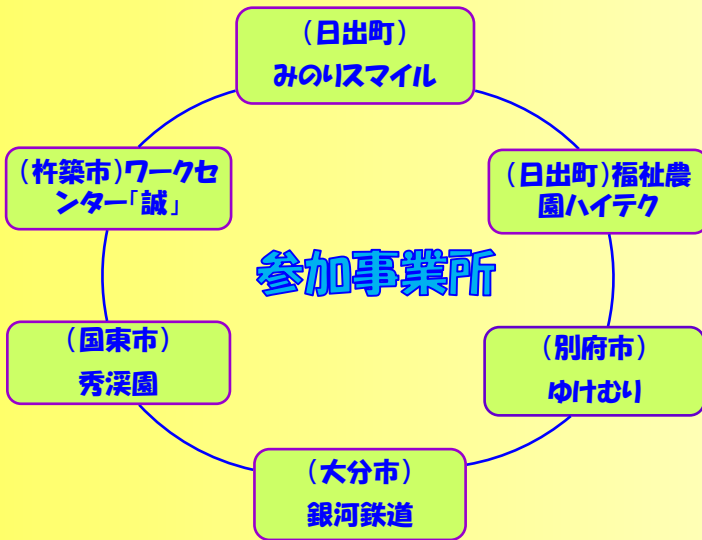 (日出町)
みのりスマイル
(杵築市)ワークセ
ンター「誠」
(日出町)福祉農
園ハイテク
参加事業所
(国東市)
秀渓園
(別府市)
ゆけむり
(大分市)
銀河鉄道